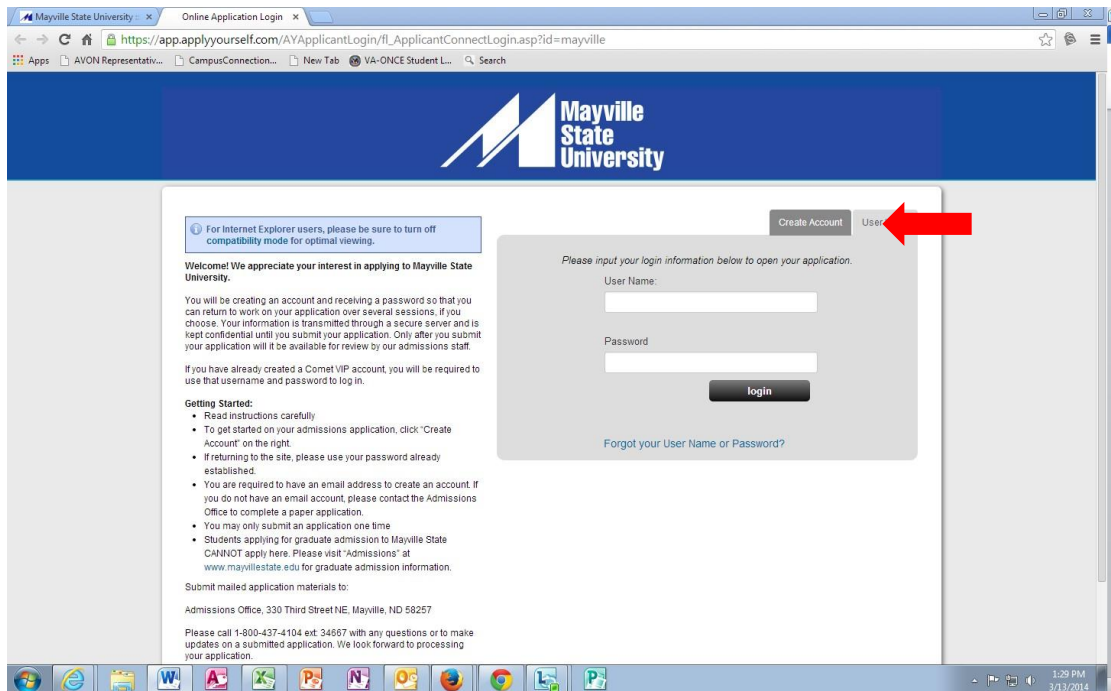 Mayville State University :
Online Application Login
https://app.applyyourself.com/AYApplicantLogin/fl_ApplicantConnectLogin.asp?id=mayville
Apps AVON Representativ... CampusConnection... New Tab VA-ONCE Student L... Search
Mayville
State
University
For Internet Explorer users, please be sure to turn off
compatibility mode for optimal viewing.
Welcome! We appreciate your interest in applying to Mayville State
University.
You will be creating an account and receiving a password so that you
can return to work on your application over several sessions, if you
choose. Your information is transmitted through a secure server and is
kept confidential until you submit your application. Only after you submit
your application will it be available for review by our admissions staff.
If you have already created a Comet VIP account, you will be required to
use that username and password to log in.
Getting Started:
• Read instructions carefully
• To get started on your admissions application, click "Create
Account" on the right.
• If returning to the site, please use your password already
established.
• You are required to have an email address to create an account. If
you do not have an email account, please contact the Admissions
Office to complete a paper application.
• You may only submit an application one time
• Students applying for graduate admission to Mayville State
CANNOT apply here. Please visit "Admissions" at
www.mayvillestate.edu for graduate admission information.
Submit mailed application materials to:
Admissions Office, 330 Third Street NE, Mayville, ND 58257
Please call 1-800-437-4104 ext: 34667 with any questions or to make
updates on a submitted application. We look forward to processing
your application.
Create Account User
Please input your login information below to open your application.
User Name:
Password
login
Forgot your User Name or Password?
1:29 PM
3/13/2014